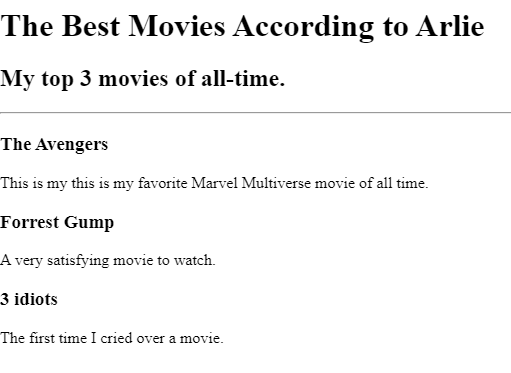 The Best Movies According to Arlie
My top 3 movies of all-time.
The Avengers
This is my this is my favorite Marvel Multiverse movie of all time.
Forrest Gump
A very satisfying movie to watch.
3 idiots
The first time I cried over a movie.